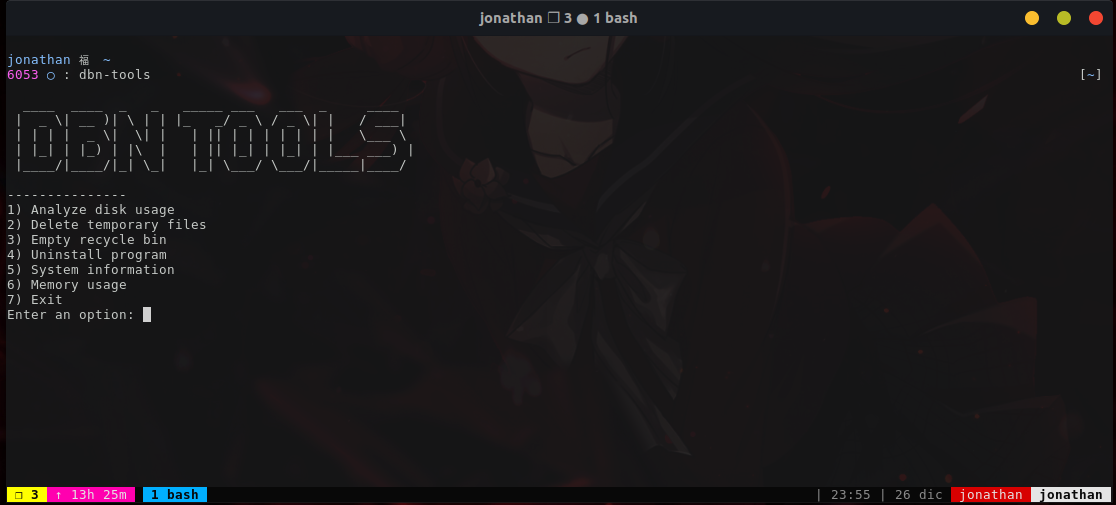 jonathan ❐ 3 ● 1 bash
jonathan 福 ~
6053 ○ : dbn-tools [~]
DBN TOOLS
---------------
1) Analyze disk usage
2) Delete temporary files
3) Empty recycle bin
4) Uninstall program
5) System information
6) Memory usage
7) Exit
Enter an option:
❐ 3 ↑ 13h 25m 1 bash | 23:55 | 26 dic jonathan jonathan